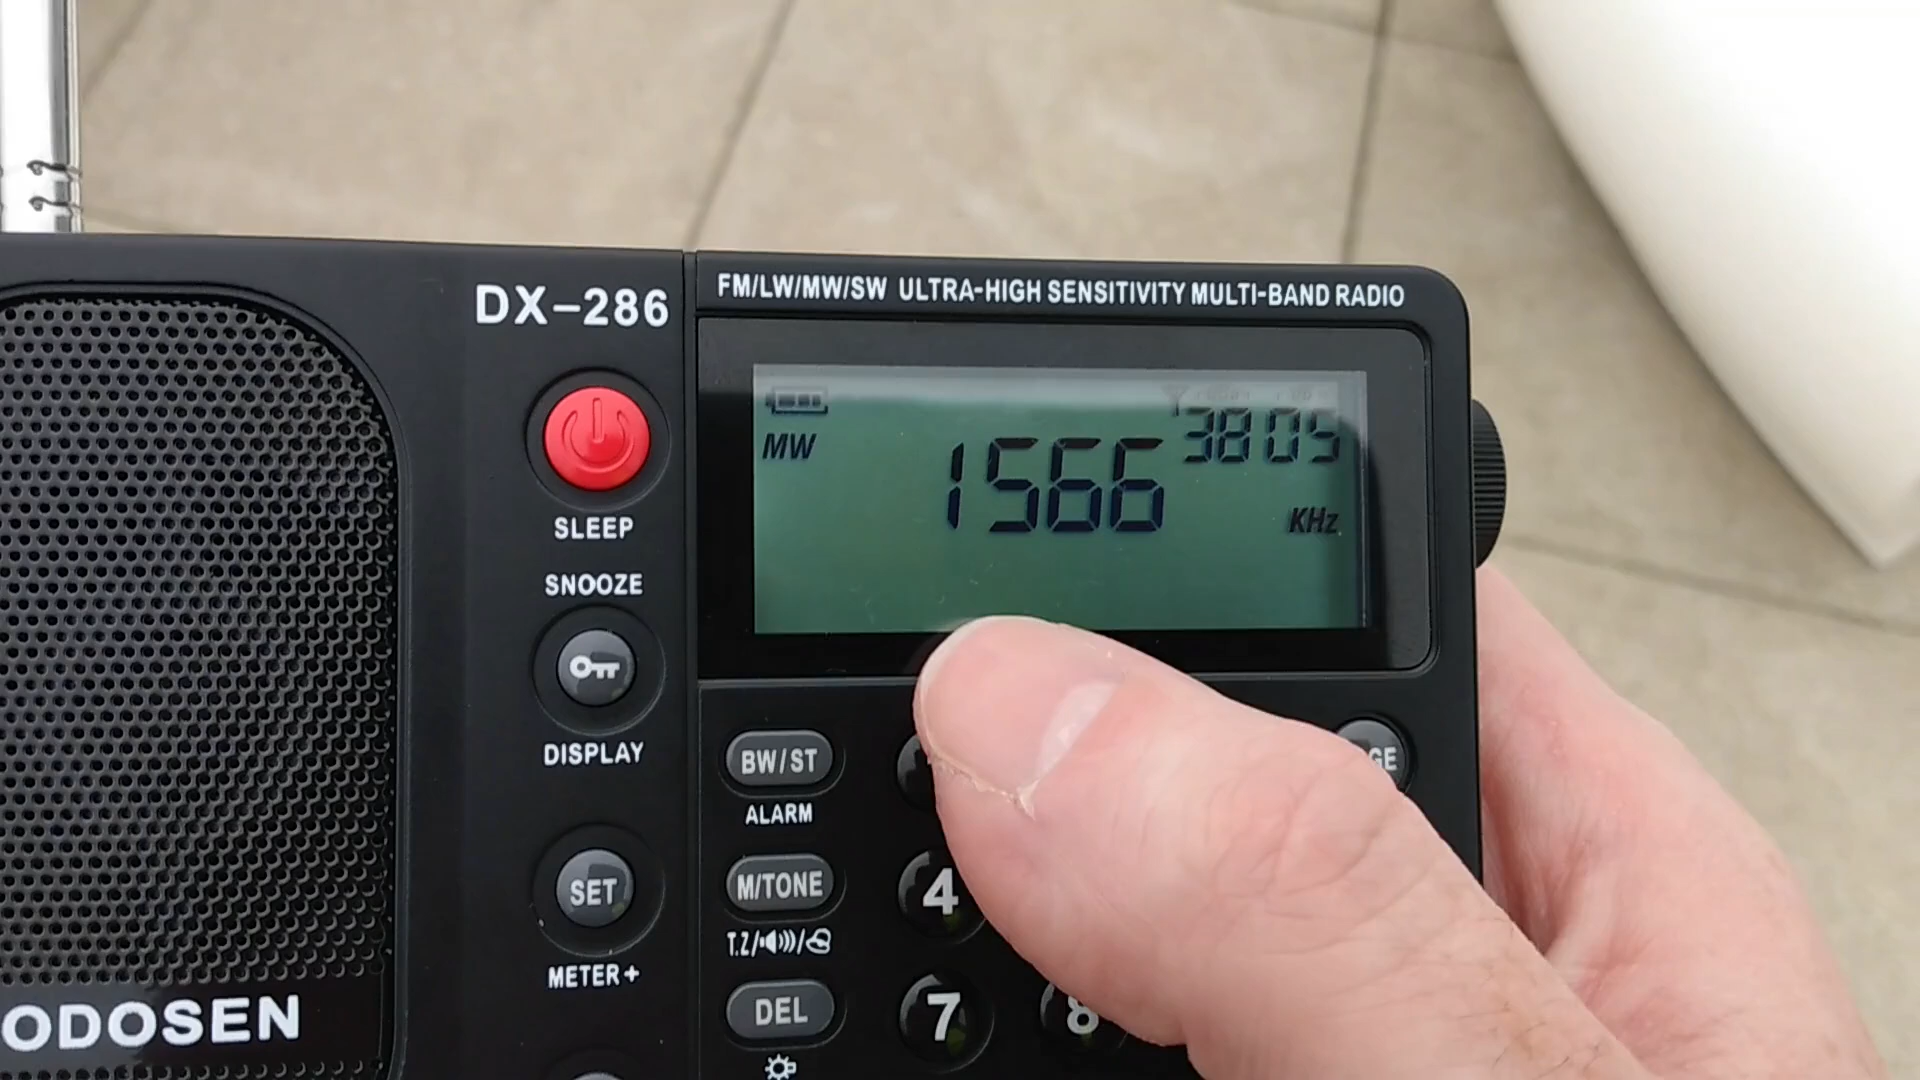 DX-286
FM/LW/MW/SW ULTRA-HIGH SENSITIVITY MULTI-BAND RADIO
MW
1566
3805
KHz
SLEEP
SNOOZE
DISPLAY
SET
METER+
BW/ST
ALARM
M/TONE
T.Z/
DEL
4
7
8
GE
ODOSEN